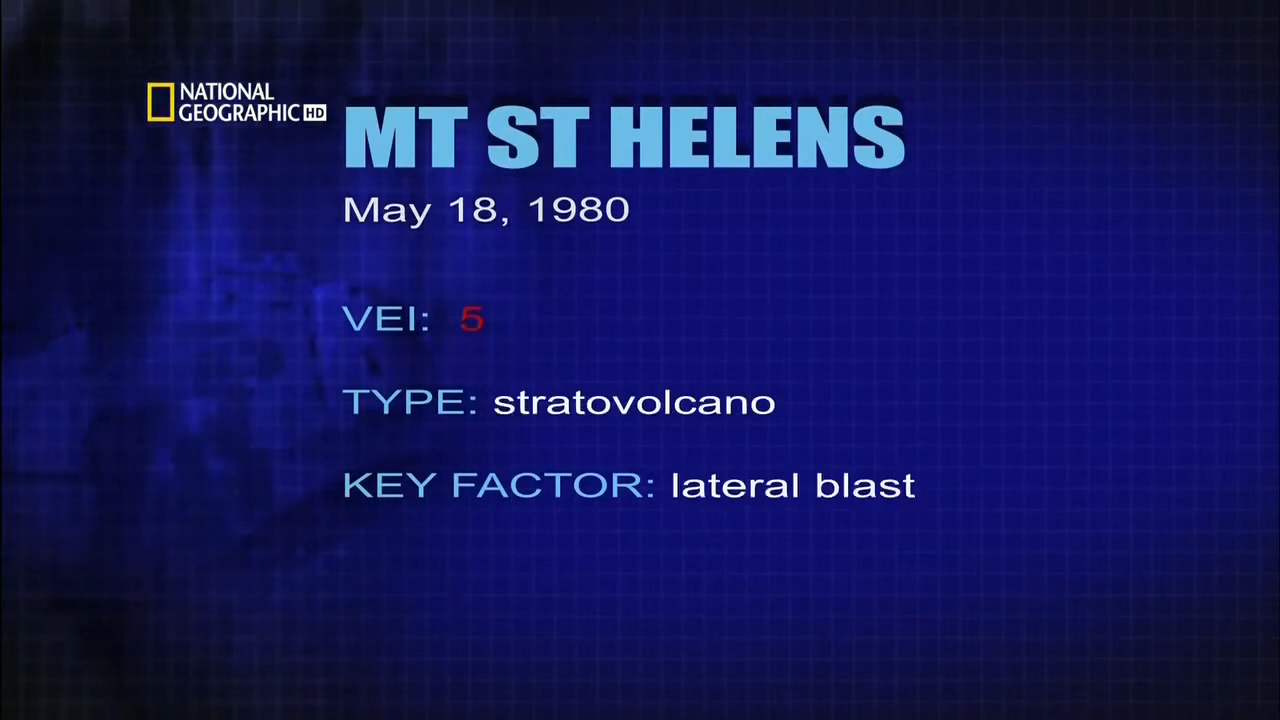 NATIONAL
GEOGRAPHIC HD
MT ST HELENS
May 18, 1980
VEI: 5
TYPE: stratovolcano
KEY FACTOR: lateral blast